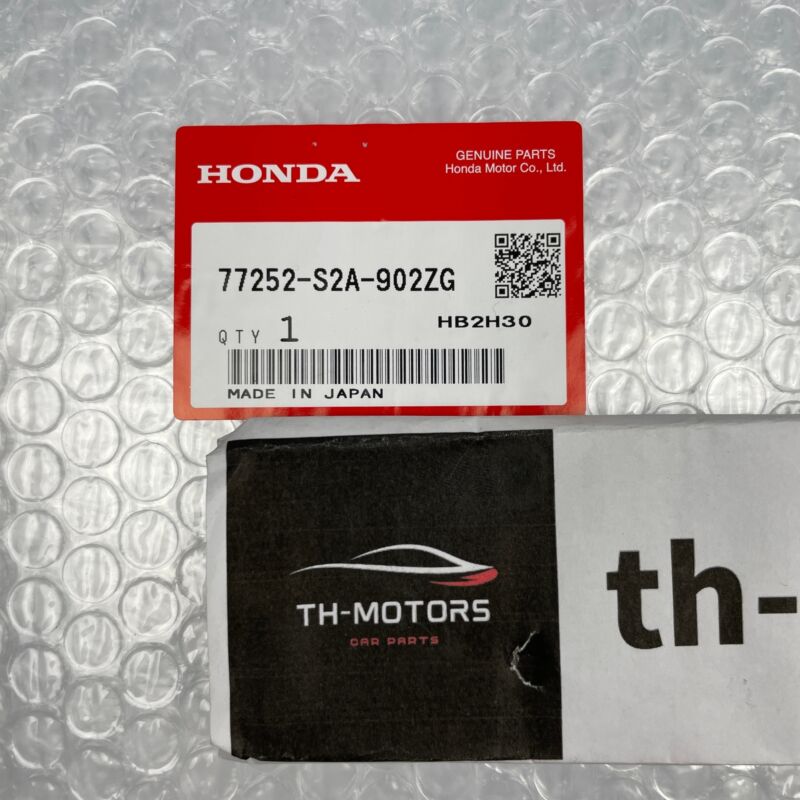 HONDA
GENUINE PARTS
Honda Motor Co., Ltd.
77252-S2A-902ZG
QTY 1
HB2H30
MADE IN JAPAN
TH-MOTORS
CAR PARTS
th-